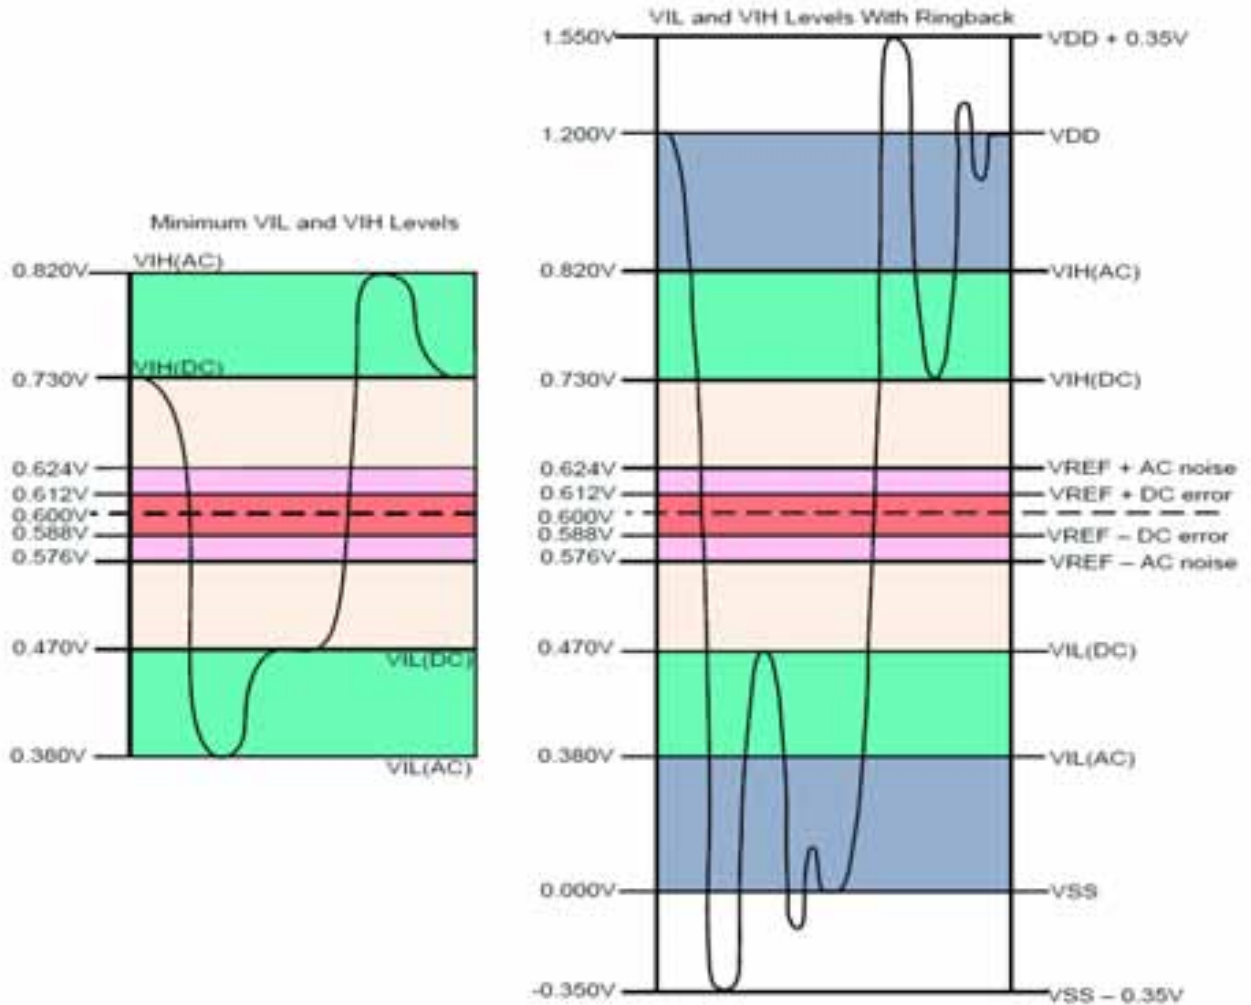 VIL and VIH Levels With Ringback
1.550V
VDD + 0.35V
1.200V
VDD
Minimum VIL and VIH Levels
VIH(AC)
0.820V
0.820V
VIH(AC)
VIH(DC)
0.730V
0.730V
VIH(DC)
0.624V
0.624V
VREF + AC noise
0.612V
0.612V
VREF + DC error
0.600V
0.600V
0.588V
0.588V
VREF – DC error
0.576V
0.576V
VREF – AC noise
0.470V
0.470V
VIL(DC)
VIL(DC)
0.380V
0.380V
VIL(AC)
VIL(AC)
0.000V
VSS
-0.350V
VSS – 0.35V